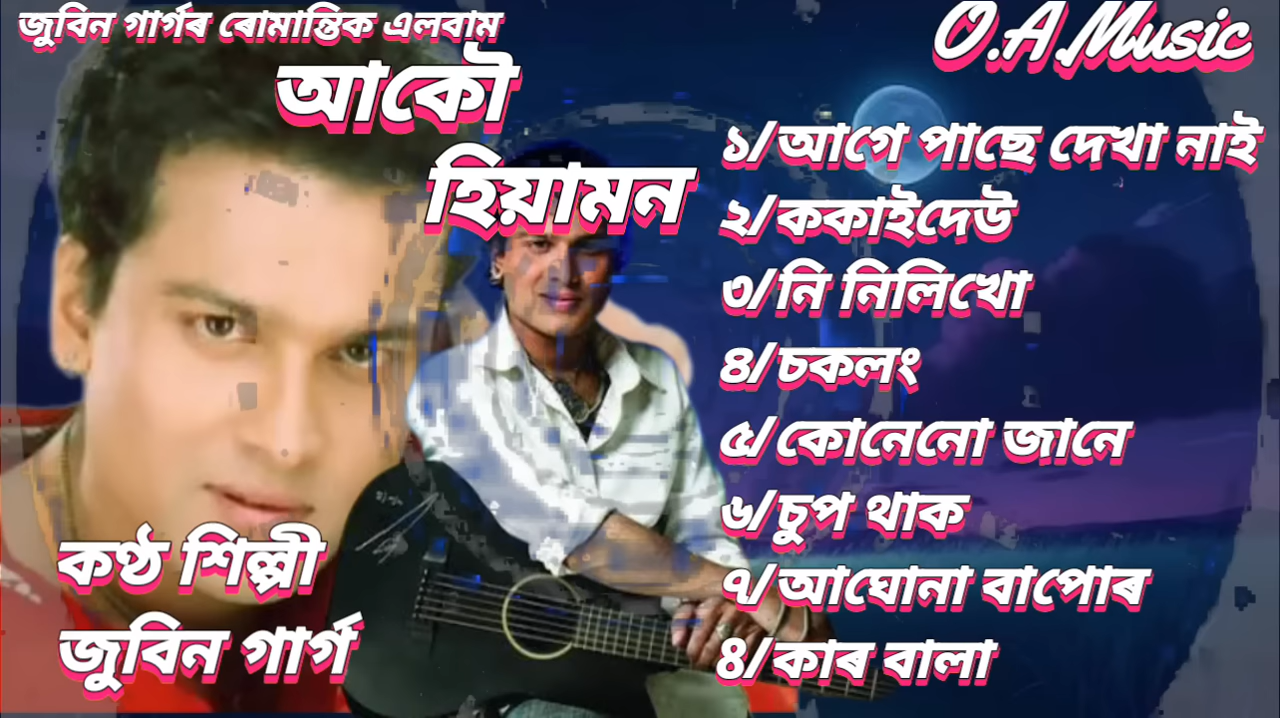 জুবিন গাৰ্গৰ ৰোমান্তিক এলবাম
O.A.Music
আকৌ
হিয়ামন
১/আগে পাছে দেখা নাই
২/ককাইদেউ
৩/নি নিলিখো
৪/চকলং
৫/কোনেনো জানে
৬/চুপ থাক
৭/আঘোনা বাপোৰ
৪/কাৰ বালা
কণ্ঠ শিল্পী
জুবিন গাৰ্গ